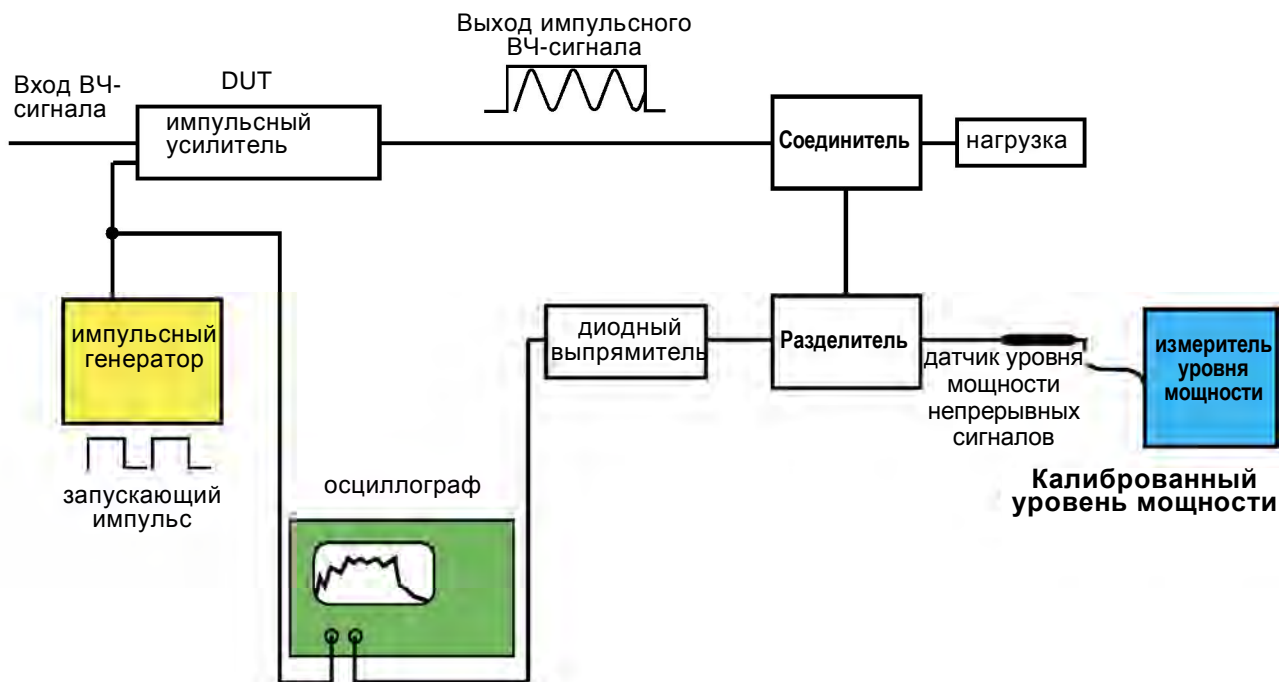 Выход импульсного
ВЧ-сигнала
Вход ВЧ-
сигнала
DUT
импульсный
усилитель
Соединитель
нагрузка
импульсный
генератор
запускающий
импульс
диодный
выпрямитель
Разделитель
датчик уровня
мощности
непрерывных
сигналов
измеритель
уровня
мощности
Калиброванный
уровень мощности
осциллограф